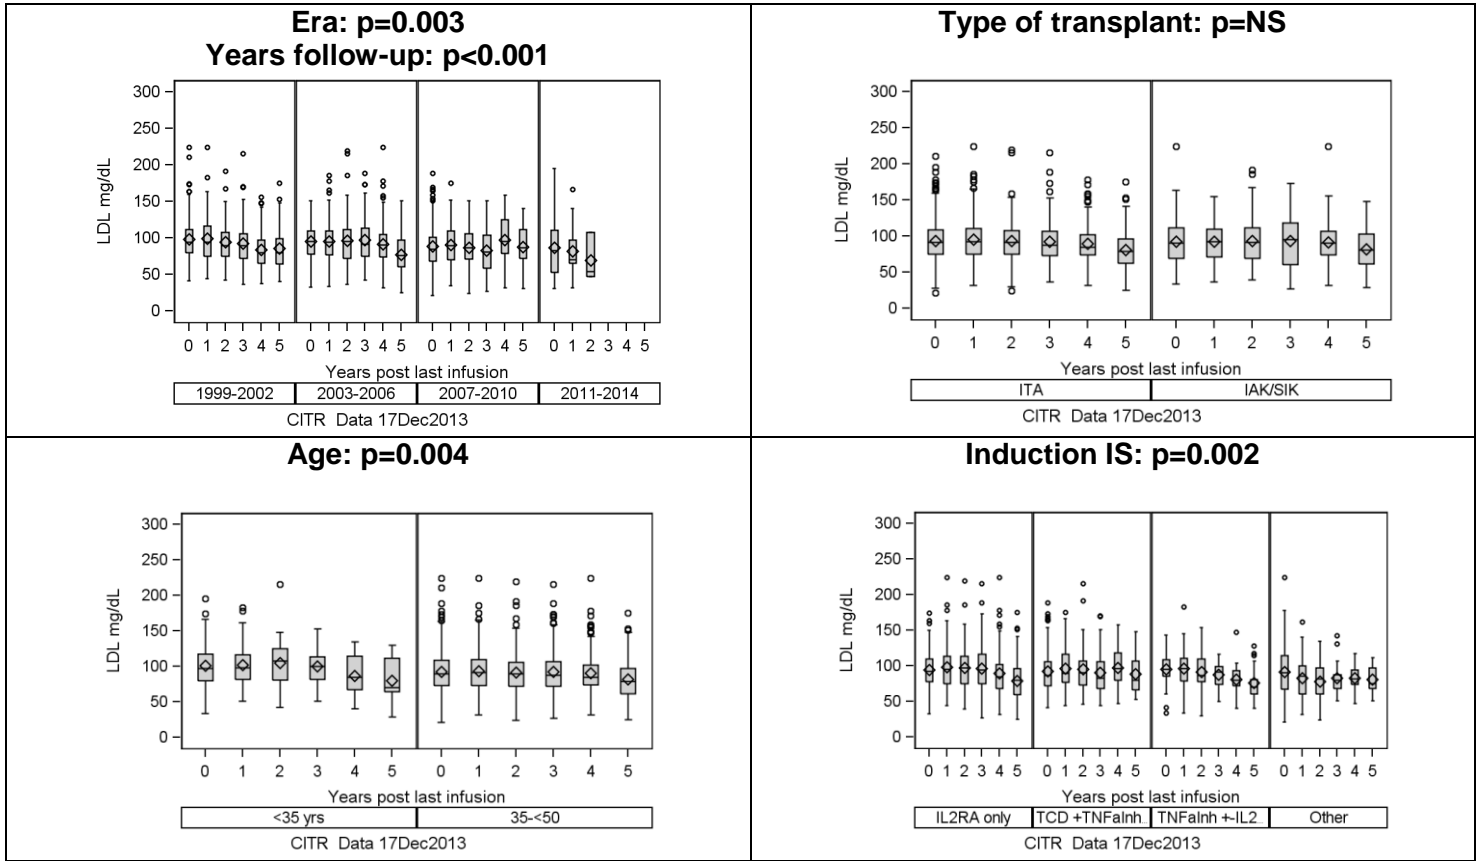 Era: p=0.003
Years follow-up: p<0.001
300
250
200
150
100
50
0
LDL mg/dL
0 1 2 3 4 5 0 1 2 3 4 5 0 1 2 3 4 5 0 1 2 3 4 5
Years post last infusion
1999-2002 2003-2006 2007-2010 2011-2014
CITR Data 17Dec2013
Type of transplant: p=NS
300
250
200
150
100
50
0
LDL mg/dL
0 1 2 3 4 5 0 1 2 3 4 5
Years post last infusion
ITA IAK/SIK
CITR Data 17Dec2013
Age: p=0.004
300
250
200
150
100
50
0
LDL mg/dL
0 1 2 3 4 5 0 1 2 3 4 5
Years post last infusion
<35 yrs 35-<50
CITR Data 17Dec2013
Induction IS: p=0.002
300
250
200
150
100
50
0
LDL mg/dL
0 1 2 3 4 5 0 1 2 3 4 5 0 1 2 3 4 5 0 1 2 3 4 5
Years post last infusion
IL2RA only TCD +TNFaInh... TNFaInh +-IL2... Other
CITR Data 17Dec2013